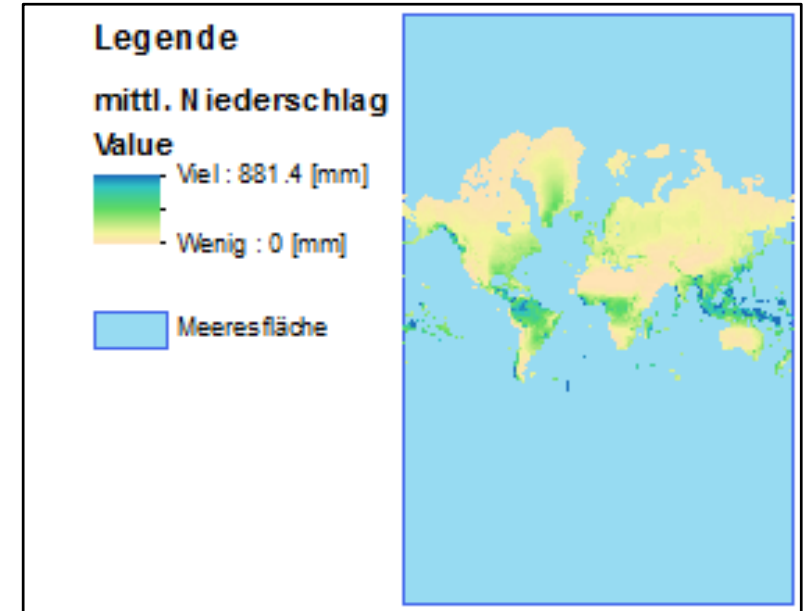 Legende
mittl. Niederschlag
Value
Viel : 881.4 [mm]
Wenig : 0 [mm]
Meeresfläche